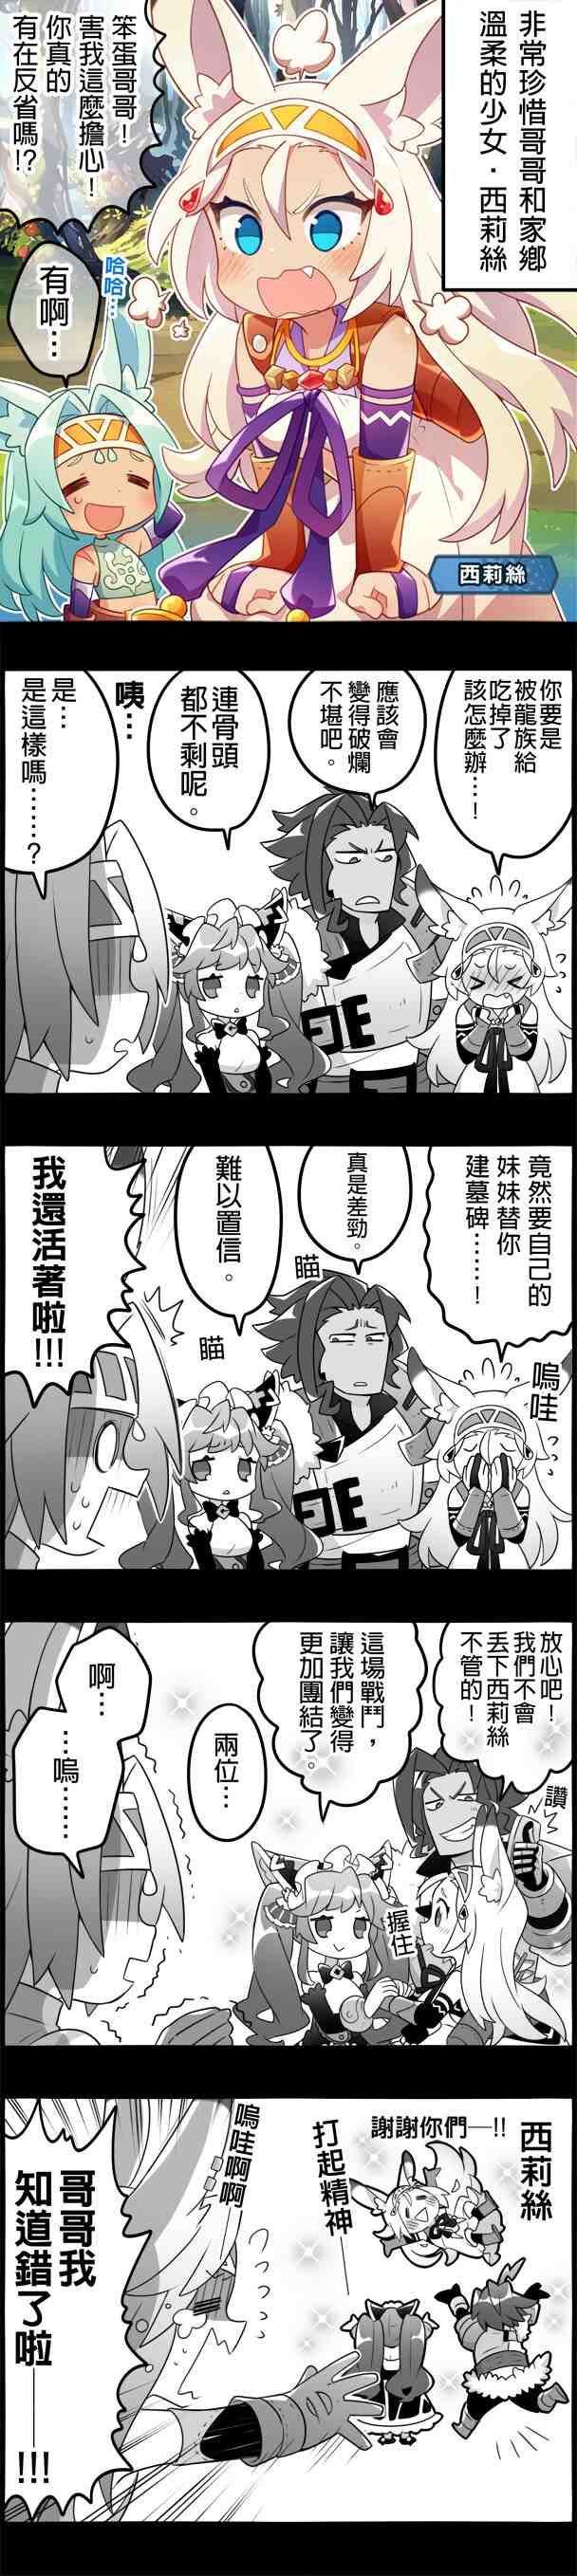 非常珍惜哥哥和家鄉
溫柔的少女．西莉絲
笨蛋哥哥！
害我這麼擔心！
你真的
有在反省嗎!?
哈哈…
有啊…
西莉絲
你要是
被龍族給
吃掉了
該怎麼辦…！
應該會
變得破爛
不堪吧。
連骨頭
都不剩呢。
咦…
是…
是這樣嗎……？
竟然要自己的
妹妹替你
建墓碑……！
嗚哇
真是差勁。
瞄
難以置信。
瞄
我還活著啦!!!
放心吧！
我們不會
丟下西莉絲
不管的！
讚
這場戰鬥，
讓我們變得
更加團結了。
握住
兩位…
啊…
…嗚……
西莉絲
謝謝你們—!!
打起精神—
嗚哇啊啊—
哥哥我
知道錯了啦—!!!